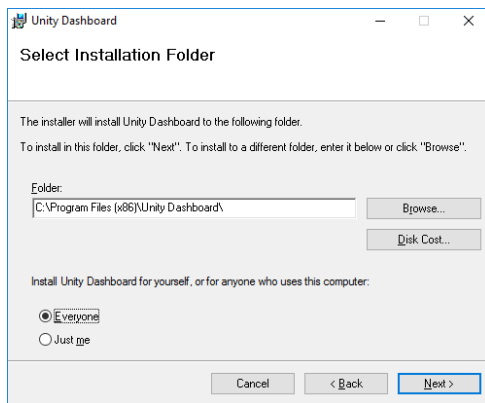 Unity Dashboard
Select Installation Folder
The installer will install Unity Dashboard to the following folder.
To install in this folder, click "Next". To install to a different folder, enter it below or click "Browse".
Folder:
C:\Program Files (x86)\Unity Dashboard\
Browse...
Disk Cost...
Install Unity Dashboard for yourself, or for anyone who uses this computer:
Everyone
Just me
Cancel
< Back
Next >